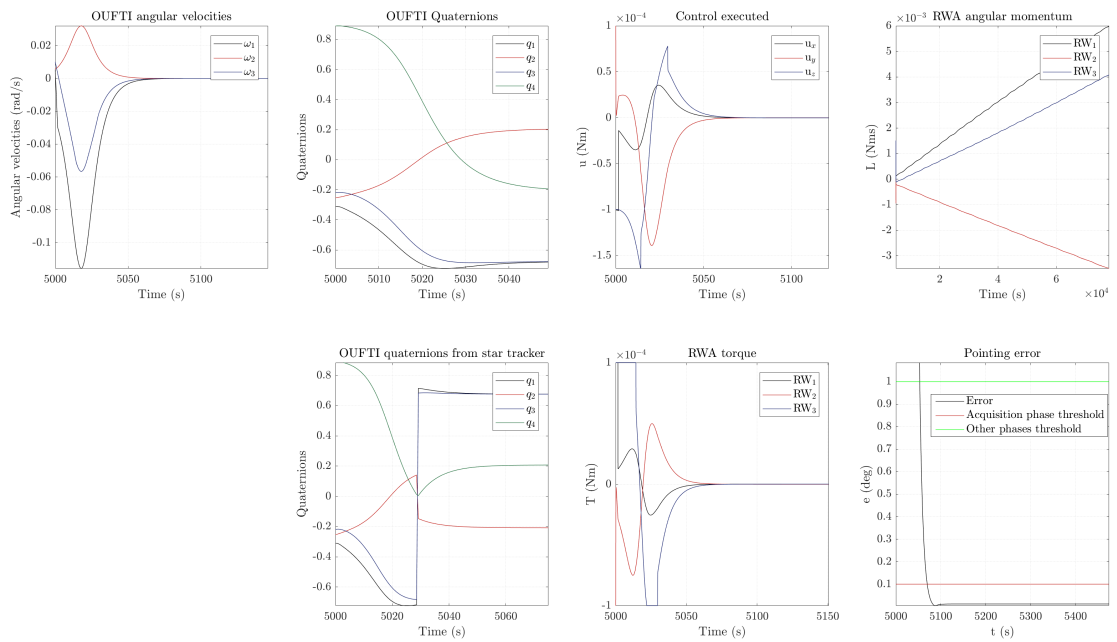 OUFTI angular velocities
0.02
0
-0.02
-0.04
-0.06
-0.08
-0.1
Angular velocities (rad/s)
ω₁
ω₂
ω₃
5000
5050
5100
Time (s)
OUFTI Quaternions
0.8
0.6
0.4
0.2
0
-0.2
-0.4
-0.6
Quaternions
q₁
q₂
q₃
q₄
5000
5010
5020
5030
5040
Time (s)
Control executed
×10⁻⁴
1
0.5
0
-0.5
-1
-1.5
u (Nm)
uₓ
u_y
u_z
5000
5050
5100
Time (s)
RWA angular momentum
×10⁻³
6
5
4
3
2
1
0
-1
-2
-3
L (Nms)
RW₁
RW₂
RW₃
2
4
6
×10⁴
Time (s)
OUFTI quaternions from star tracker
0.8
0.6
0.4
0.2
0
-0.2
-0.4
-0.6
Quaternions
q₁
q₂
q₃
q₄
5000
5020
5040
5060
Time (s)
RWA torque
×10⁻⁴
1
0
-1
T (Nm)
RW₁
RW₂
RW₃
5000
5050
5100
5150
Time (s)
Pointing error
1
0.9
0.8
0.7
0.6
0.5
0.4
0.3
0.2
0.1
e (deg)
Error
Acquisition phase threshold
Other phases threshold
5000
5100
5200
5300
5400
t (s)